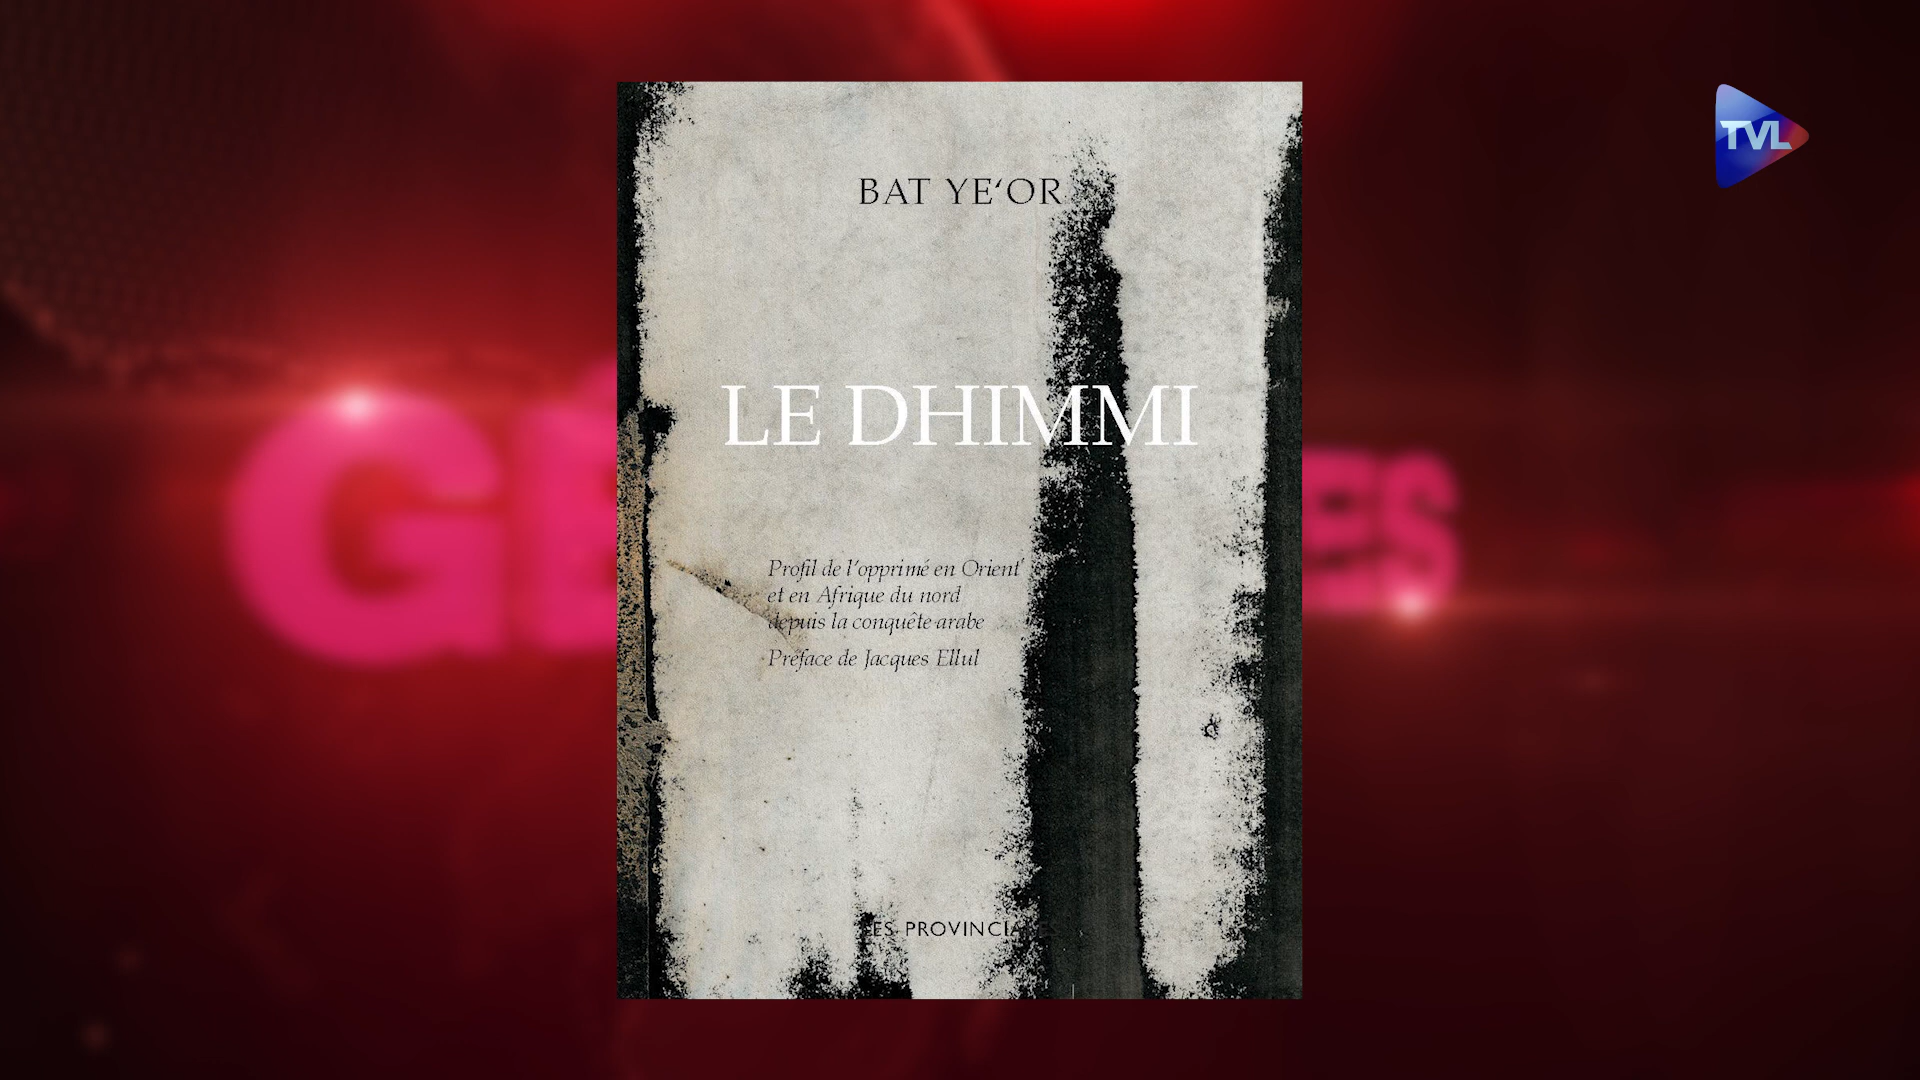 TVL
BAT YE‘OR
LE DHIMMI
Profil de l’opprimé en Orient
et en Afrique du nord
depuis la conquête arabe
Préface de Jacques Ellul